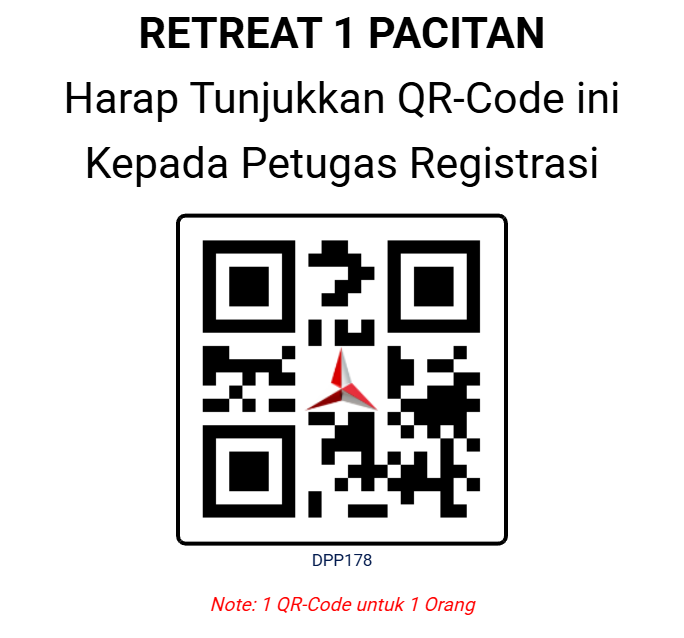 RETREAT 1 PACITAN
Harap Tunjukkan QR-Code ini
Kepada Petugas Registrasi
DPP178
Note: 1 QR-Code untuk 1 Orang